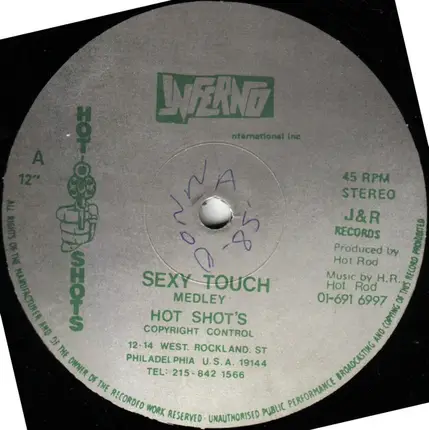 INFERNO
nternational Inc
HOT SHOTS
A
12"
45 RPM
STEREO
J&R
RECORDS
Produced by
Hot Rod
Music by H.R.
Hot Rod
01-691 6997
DONNA
85
SEXY TOUCH
MEDLEY
HOT SHOT'S
COPYRIGHT CONTROL
12-14 WEST. ROCKLAND. ST
PHILADELPHIA U.S.A. 19144
TEL: 215-842 1566
ALL RIGHTS OF THE MANUFACTURER AND OF THE OWNER OF THE RECORDED WORK RESERVED · UNAUTHORISED PUBLIC PERFORMANCE BROADCASTING AND COPYING OF THIS RECORD PROHIBITED